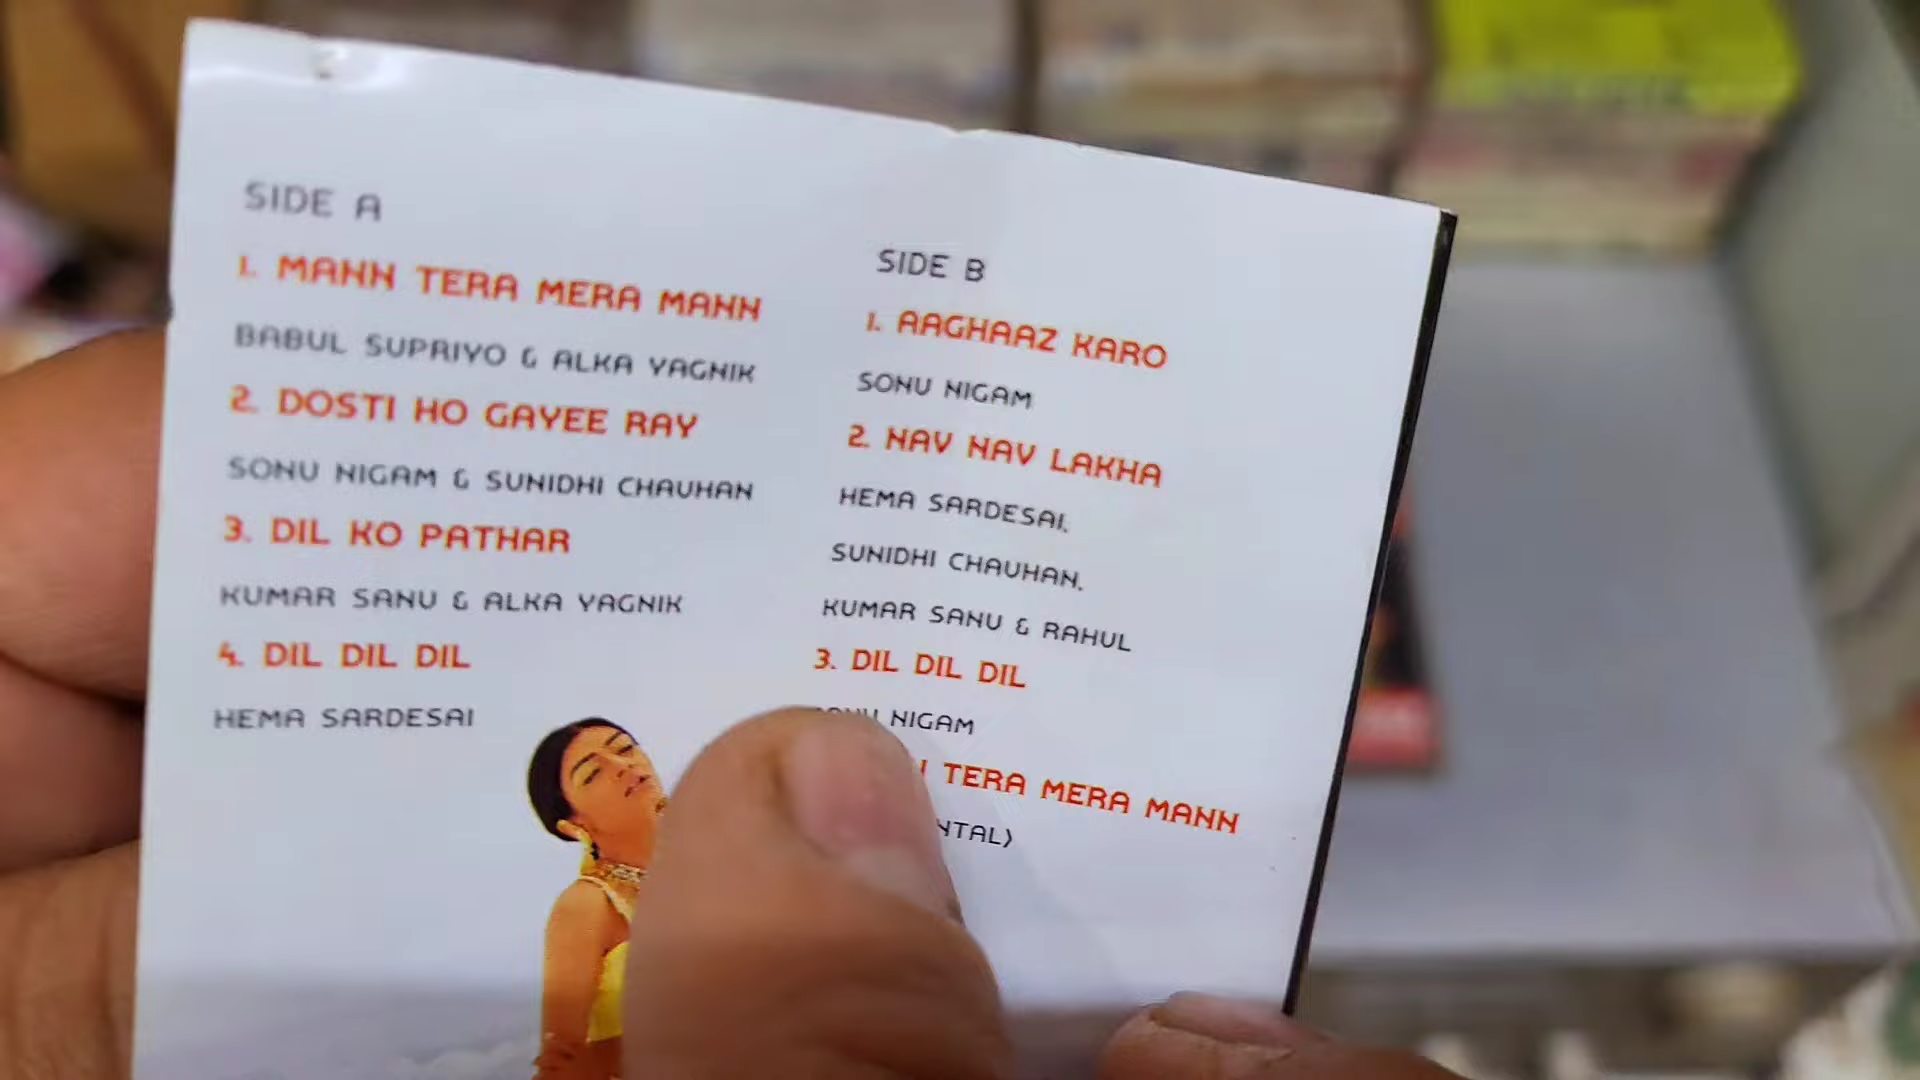 SIDE A
1. MANN TERA MERA MANN
BABUL SUPRIYO & ALKA YAGNIK
2. DOSTI HO GAYEE RAY
SONU NIGAM & SUNIDHI CHAUHAN
3. DIL KO PATHAR
KUMAR SANU & ALKA YAGNIK
4. DIL DIL DIL
HEMA SARDESAI
SIDE B
1. AAGHAAZ KARO
SONU NIGAM
2. NAV NAV LAKHA
HEMA SARDESAI,
SUNIDHI CHAUHAN,
KUMAR SANU & RAHUL
3. DIL DIL DIL
NIGAM
TERA MERA MANN